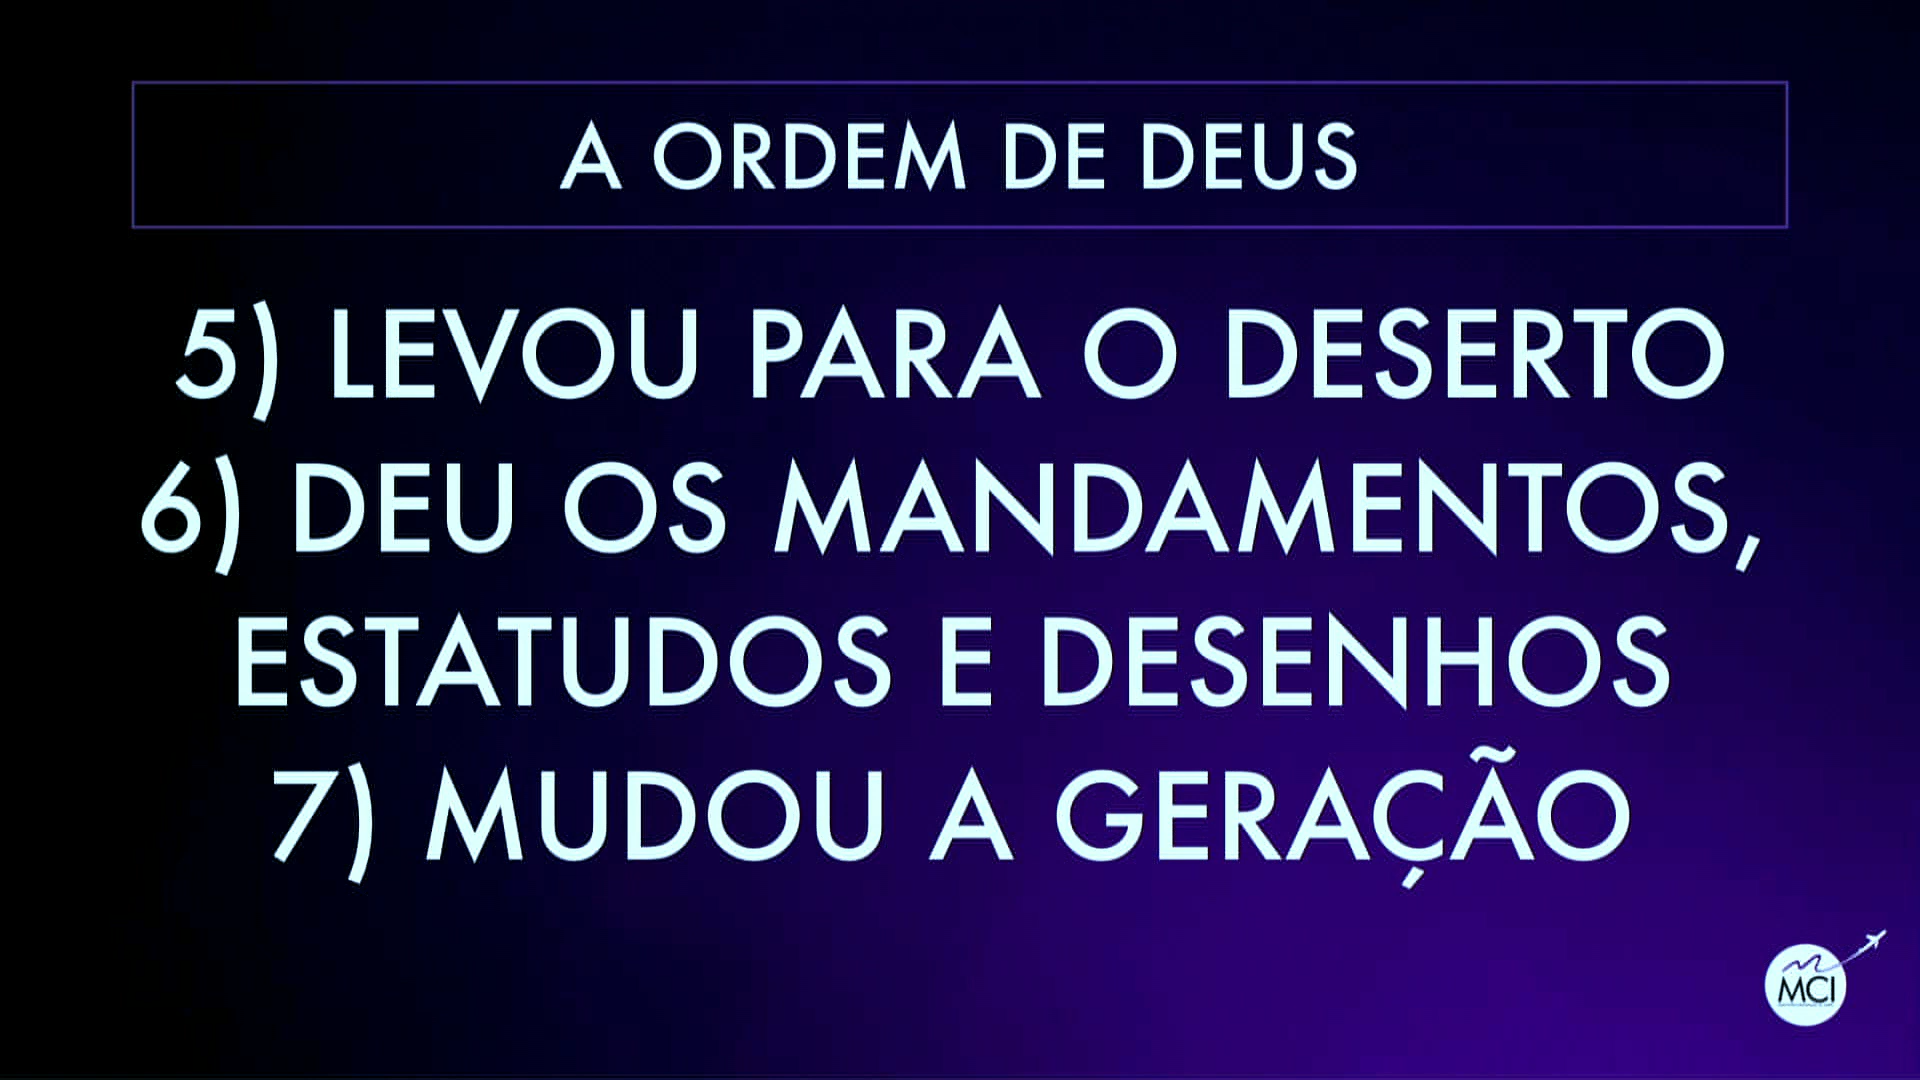 A ORDEM DE DEUS
5) LEVOU PARA O DESERTO
6) DEU OS MANDAMENTOS,
ESTATUDOS E DESENHOS
7) MUDOU A GERAÇÃO
MCI